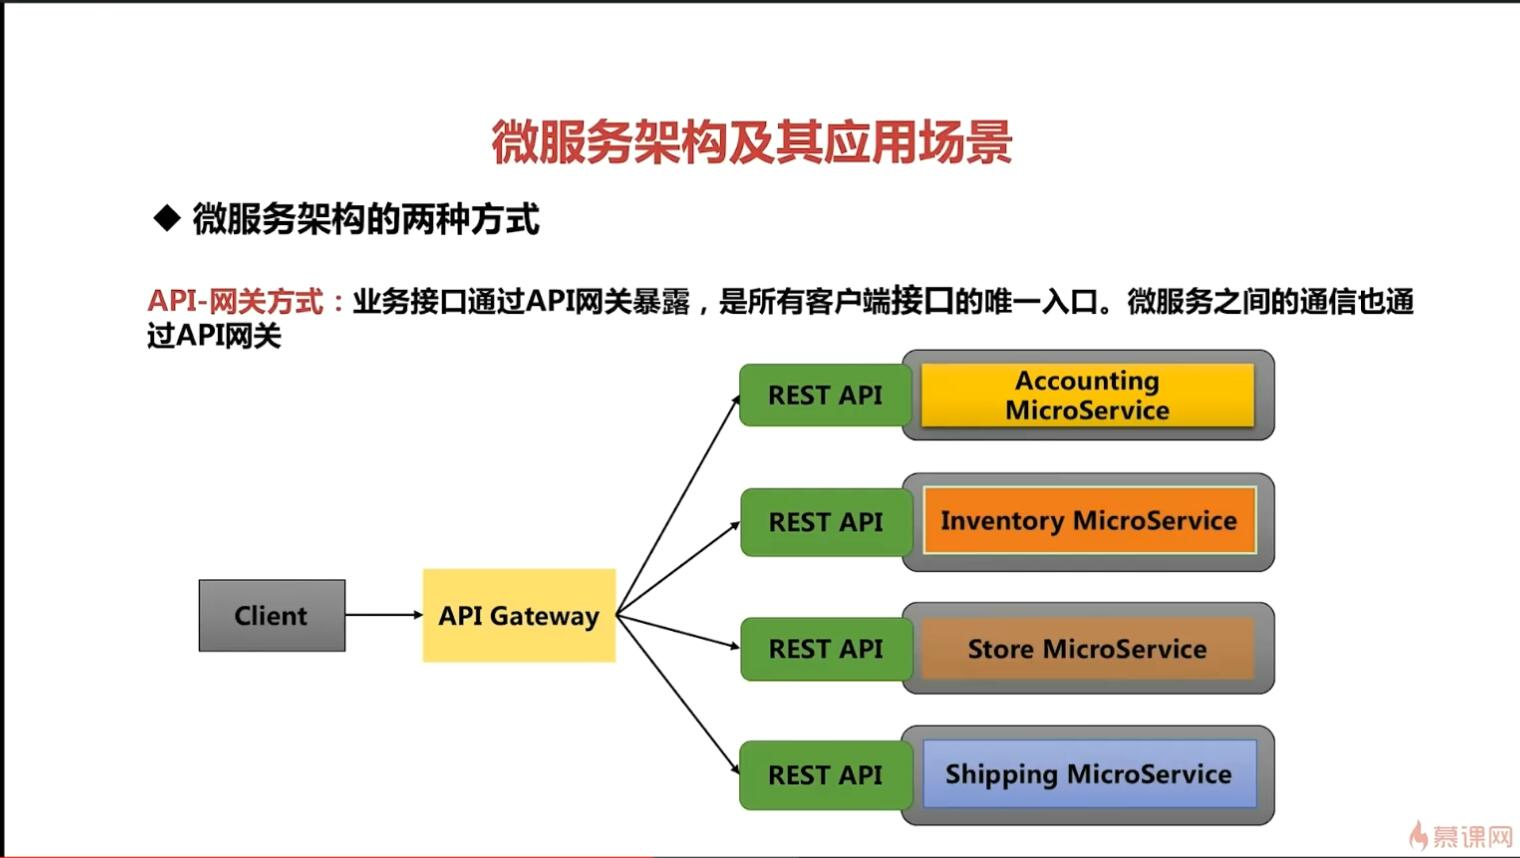 微服务架构及其应用场景
◆ 微服务架构的两种方式
API-网关方式：业务接口通过API网关暴露，是所有客户端接口的唯一入口。微服务之间的通信也通
过API网关
REST API
Accounting
MicroService
REST API
Inventory MicroService
Client
API Gateway
REST API
Store MicroService
REST API
Shipping MicroService
慕课网